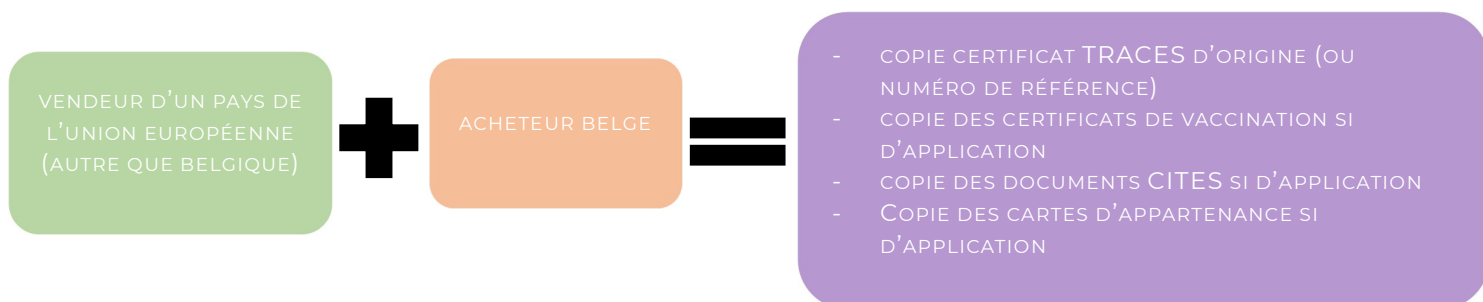 VENDEUR D'UN PAYS DE
L'UNION EUROPÉENNE
(AUTRE QUE BELGIQUE)
ACHETEUR BELGE
- COPIE CERTIFICAT TRACES D'ORIGINE (OU
NUMÉRO DE RÉFÉRENCE)
- COPIE DES CERTIFICATS DE VACCINATION SI
D'APPLICATION
- COPIE DES DOCUMENTS CITES SI D'APPLICATION
- COPIE DES CARTES D'APPARTENANCE SI
D'APPLICATION